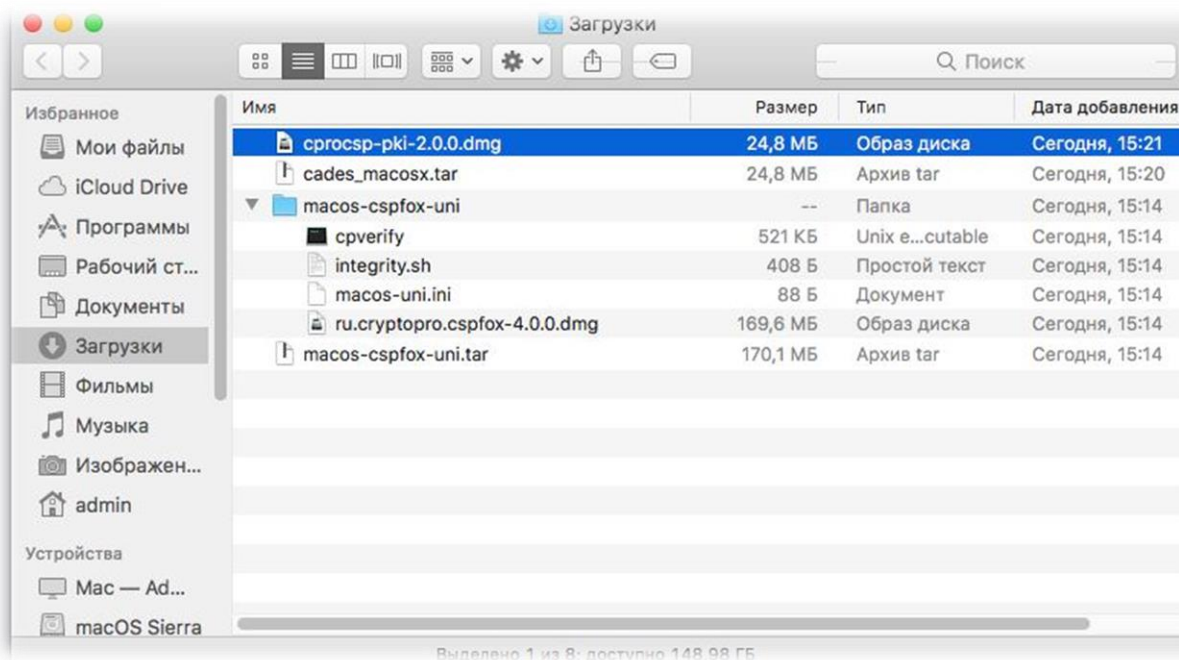 Загрузки
Поиск
Избранное
Мои файлы
iCloud Drive
Программы
Рабочий ст...
Документы
Загрузки
Фильмы
Музыка
Изображен...
admin
Устройства
Mac — Ad...
macOS Sierra
Имя Размер Тип Дата добавления
cprocsp-pki-2.0.0.dmg 24,8 МБ Образ диска Сегодня, 15:21
cades_macosx.tar 24,8 МБ Архив tar Сегодня, 15:20
macos-cspfox-uni -- Папка Сегодня, 15:14
cpverify 521 КБ Unix e...cutable Сегодня, 15:14
integrity.sh 408 Б Простой текст Сегодня, 15:14
macos-uni.ini 88 Б Документ Сегодня, 15:14
ru.cryptopro.cspfox-4.0.0.dmg 169,6 МБ Образ диска Сегодня, 15:14
macos-cspfox-uni.tar 170,1 МБ Архив tar Сегодня, 15:14
Выделено 1 из 8; доступно 148,98 ГБ